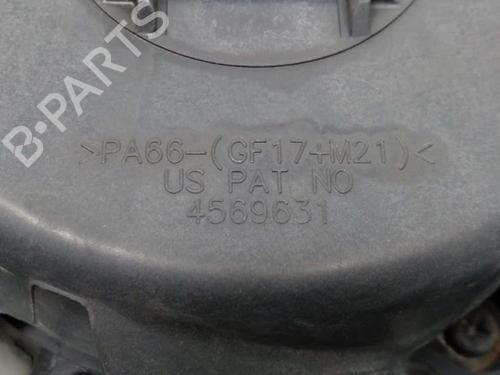 >PA66-(GF17+M21)<
US PAT NO
4569631
B-PARTS